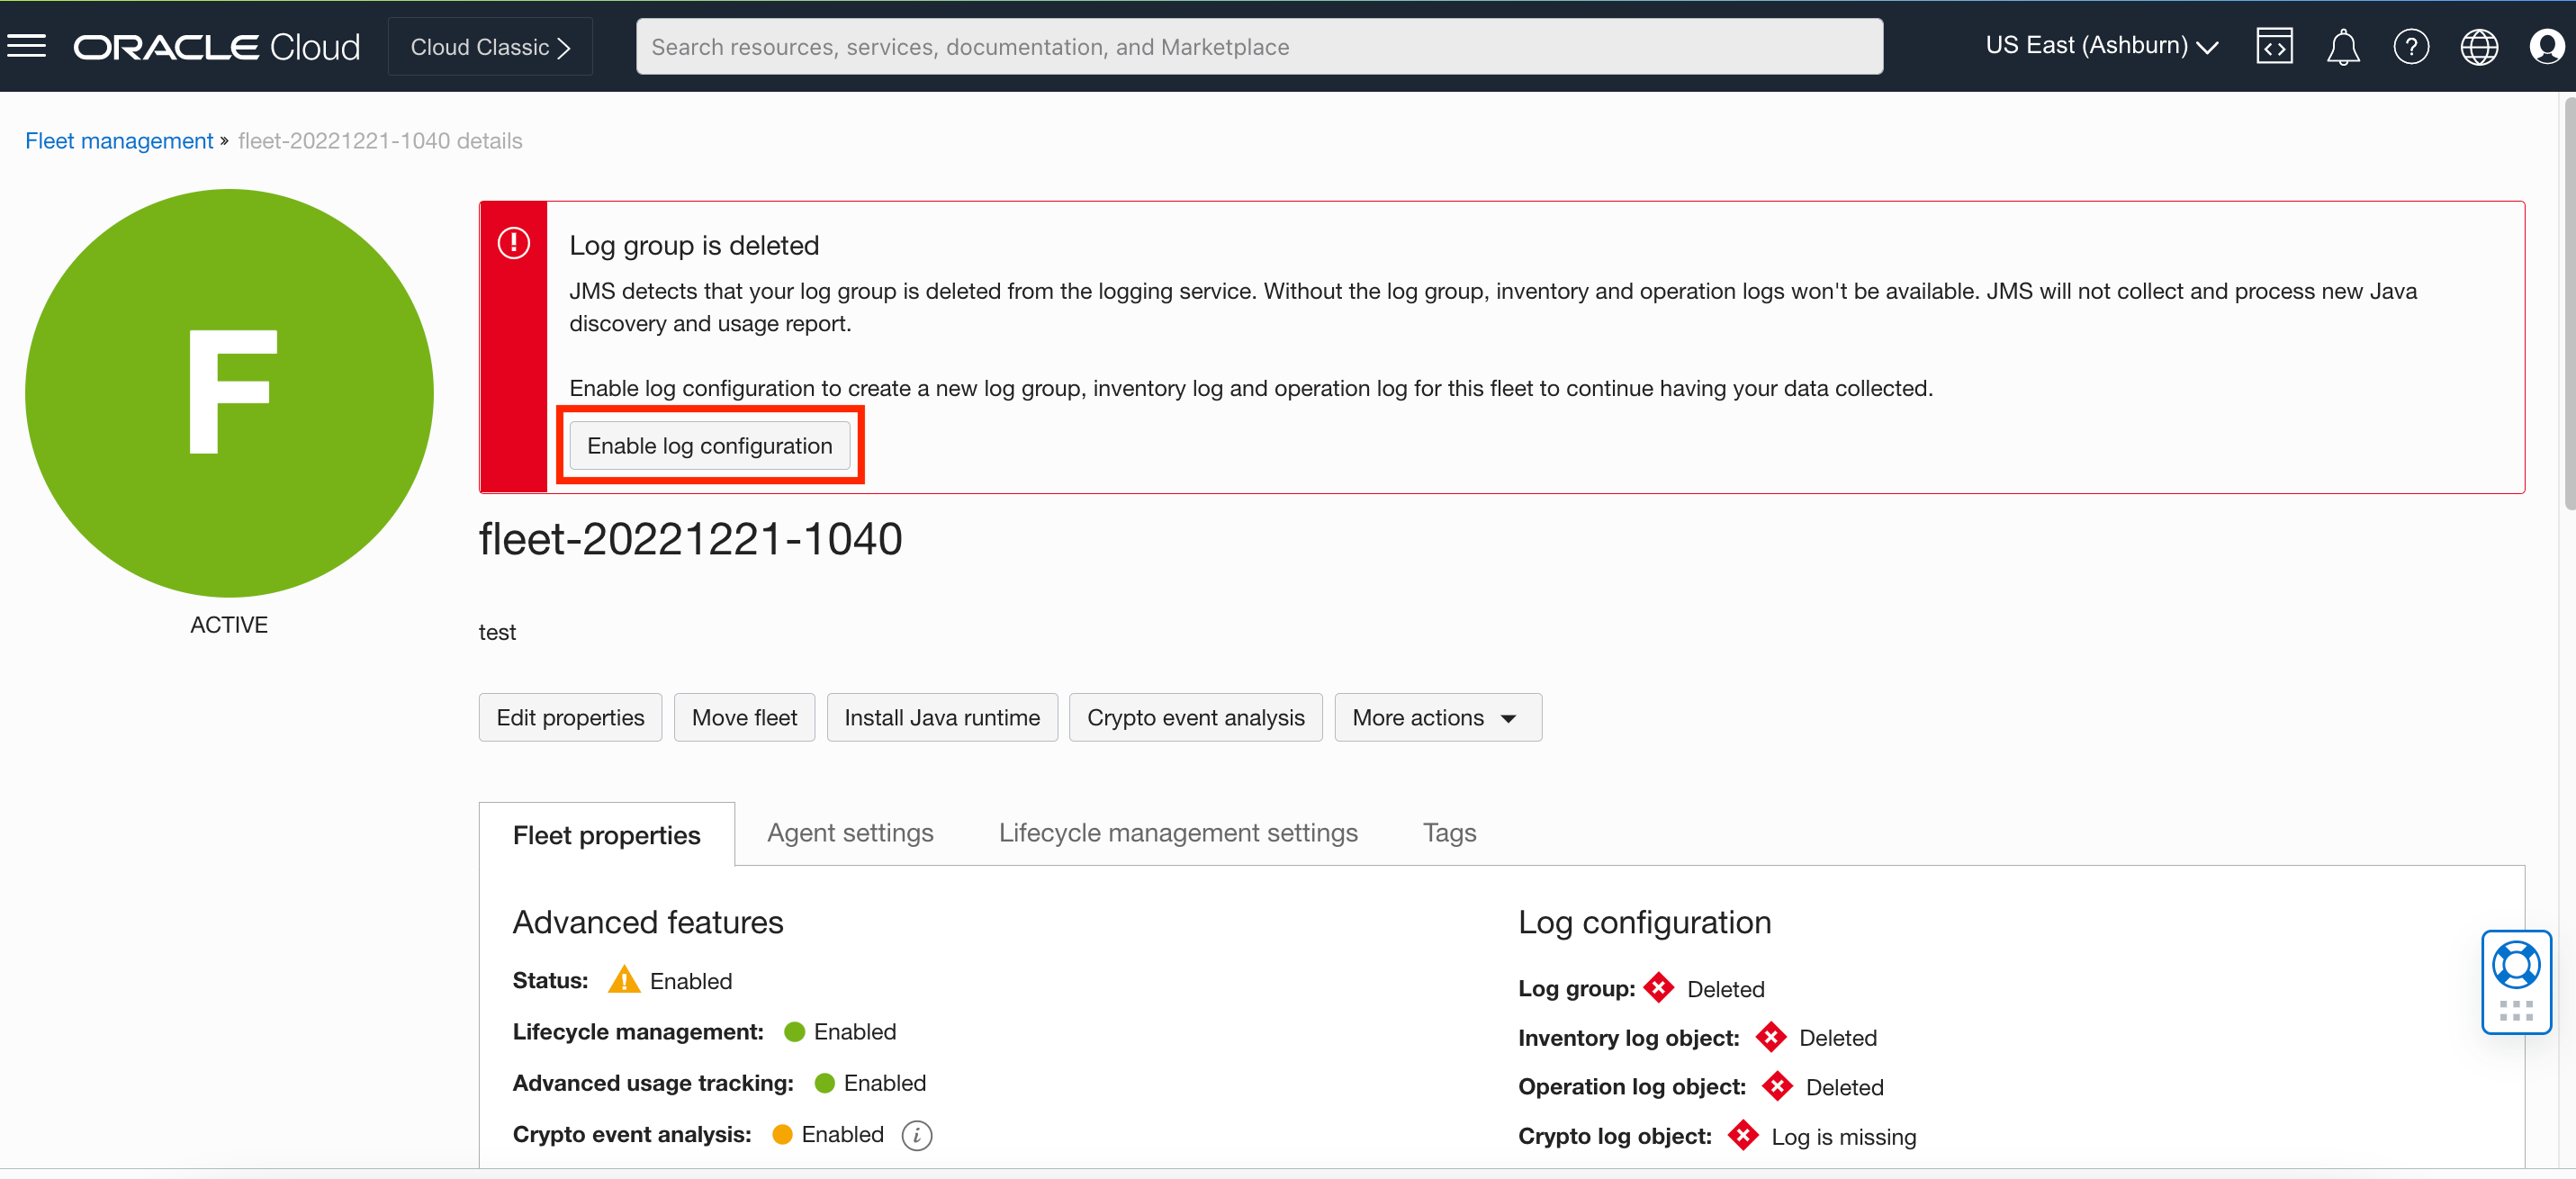 ORACLE Cloud
Cloud Classic
Search resources, services, documentation, and Marketplace
US East (Ashburn)
Fleet management » fleet-20221221-1040 details
F
ACTIVE
Log group is deleted
JMS detects that your log group is deleted from the logging service. Without the log group, inventory and operation logs won't be available. JMS will not collect and process new Java
discovery and usage report.
Enable log configuration to create a new log group, inventory log and operation log for this fleet to continue having your data collected.
Enable log configuration
fleet-20221221-1040
test
Edit properties
Move fleet
Install Java runtime
Crypto event analysis
More actions
Fleet properties
Agent settings
Lifecycle management settings
Tags
Advanced features
Status: Enabled
Lifecycle management: Enabled
Advanced usage tracking: Enabled
Crypto event analysis: Enabled
Log configuration
Log group: Deleted
Inventory log object: Deleted
Operation log object: Deleted
Crypto log object: Log is missing